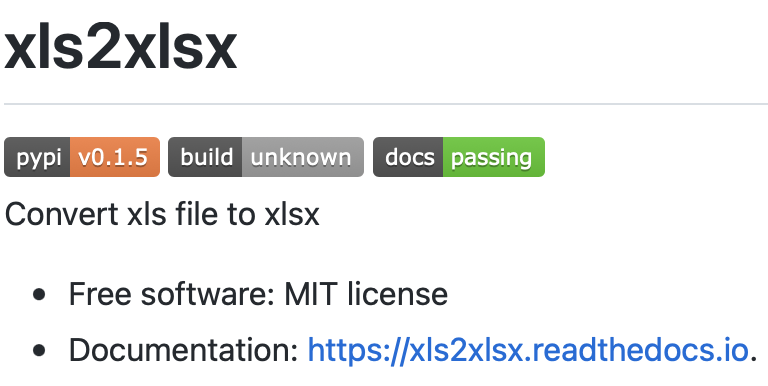 xls2xlsx
pypi v0.1.5 build unknown docs passing
Convert xls file to xlsx
• Free software: MIT license
• Documentation: https://xls2xlsx.readthedocs.io.